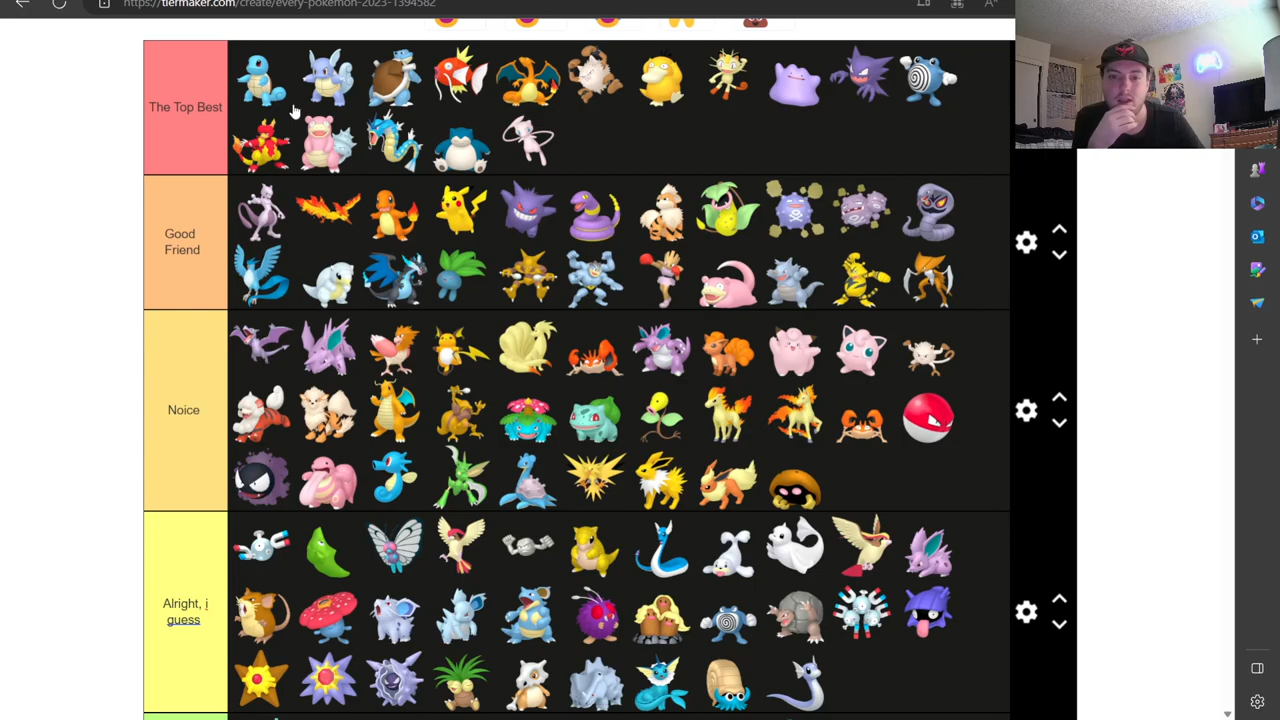 https://tiermaker.com/create/every-pokemon-2023-1394582
The Top Best
Good
Friend
Noice
Alright, i
guess